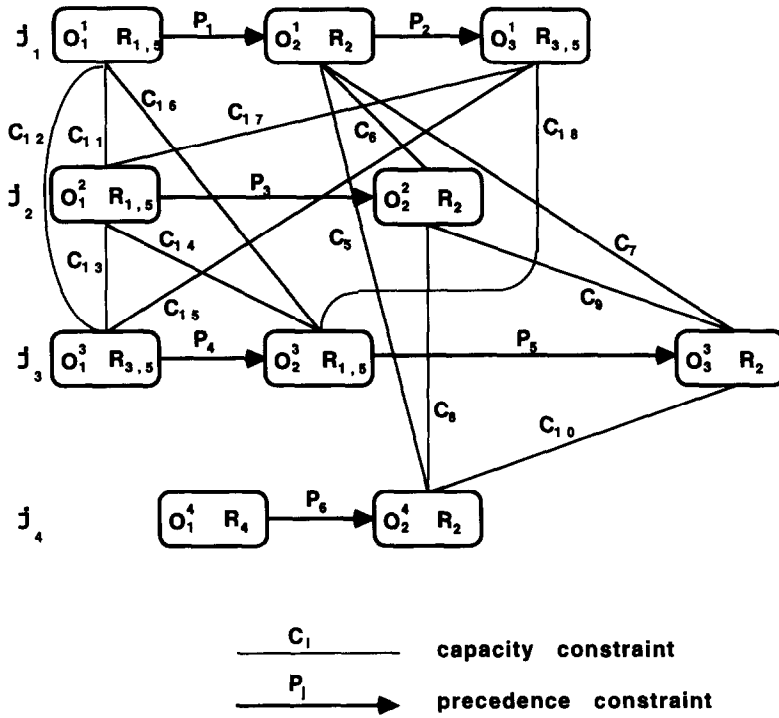 j₁ O₁¹ R₁,₅ P₁ O₂¹ R₂ P₂ O₃¹ R₃,₅
C₁₂ C₁₁ C₁₆ C₁₇ C₆ C₁₈
j₂ O₁² R₁,₅ P₃ O₂² R₂
C₁₃ C₁₄ C₅ C₇
C₁₅ C₉
j₃ O₁³ R₃,₅ P₄ O₂³ R₁,₅ P₅ O₃³ R₂
C₈ C₁₀
j₄ O₁⁴ R₄ P₆ O₂⁴ R₂
Cᵢ capacity constraint
Pⱼ precedence constraint